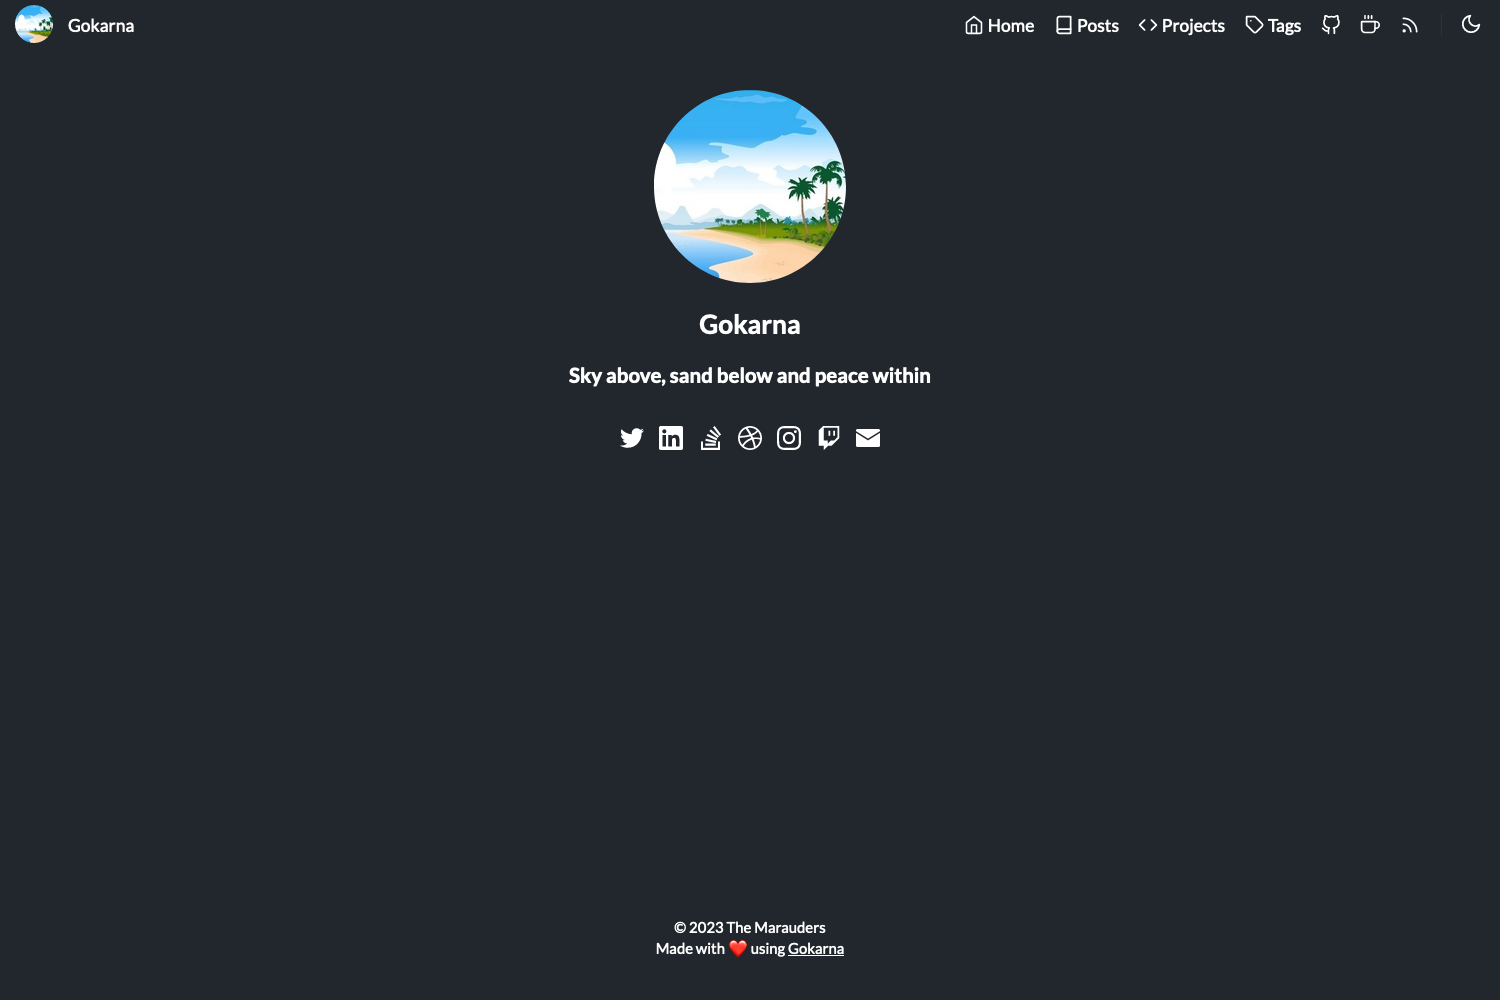 Gokarna
Home Posts Projects Tags
Gokarna
Sky above, sand below and peace within
© 2023 The Marauders
Made with ❤️ using Gokarna